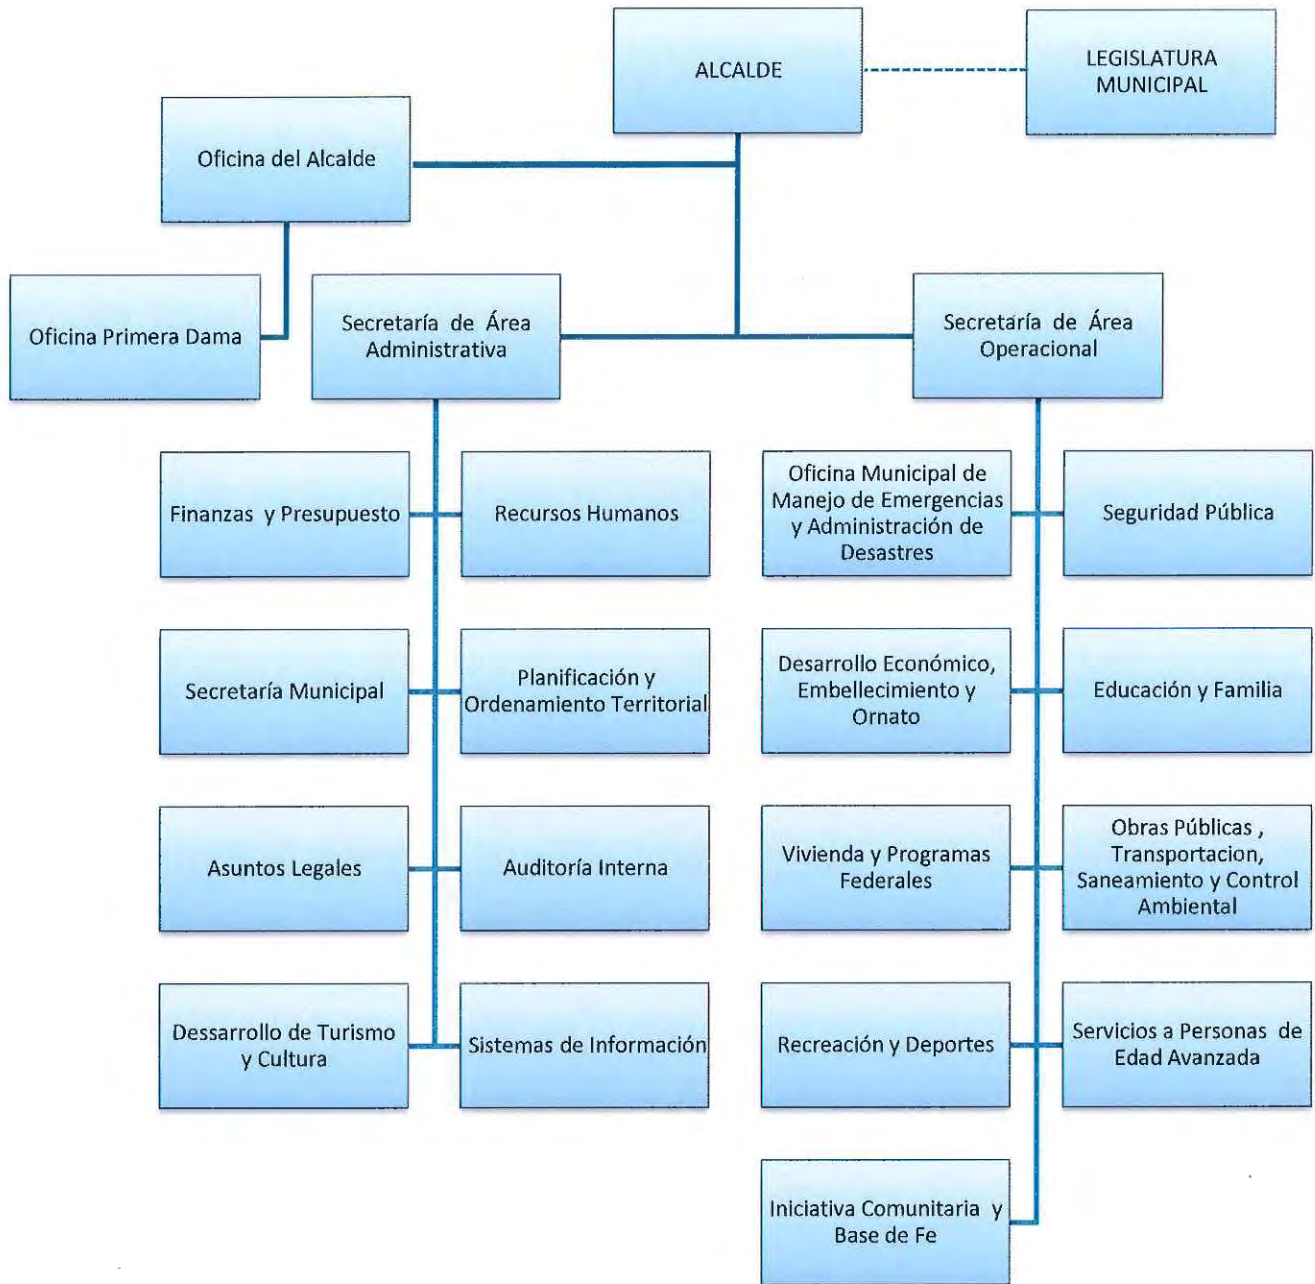 ALCALDE
LEGISLATURA
MUNICIPAL
Oficina del Alcalde
Oficina Primera Dama
Secretaría de Área
Administrativa
Secretaría de Área
Operacional
Finanzas y Presupuesto
Recursos Humanos
Oficina Municipal de
Manejo de Emergencias
y Administración de
Desastres
Seguridad Pública
Secretaría Municipal
Planificación y
Ordenamiento Territorial
Desarrollo Económico,
Embellecimiento y
Ornato
Educación y Familia
Asuntos Legales
Auditoría Interna
Vivienda y Programas
Federales
Obras Públicas ,
Transportacion,
Saneamiento y Control
Ambiental
Dessarrollo de Turismo
y Cultura
Sistemas de Información
Recreación y Deportes
Servicios a Personas de
Edad Avanzada
Iniciativa Comunitaria y
Base de Fe